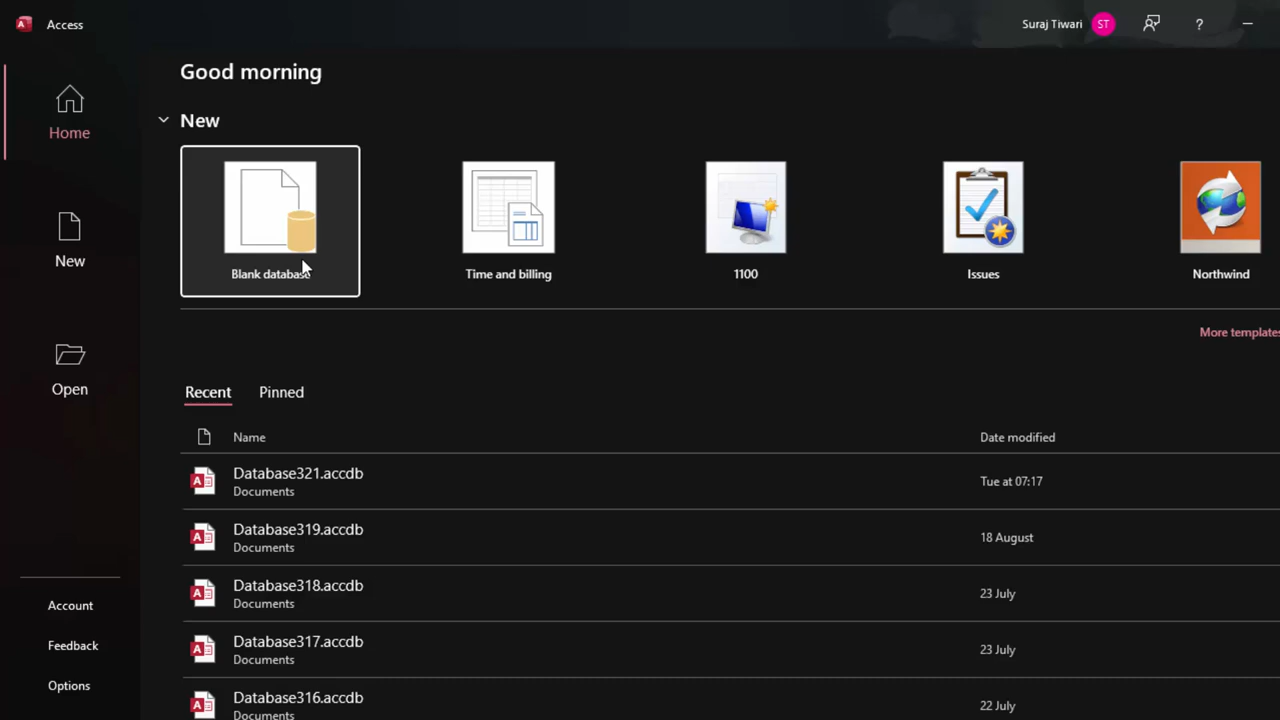 Access
Suraj Tiwari ST ?
Good morning
Home
New
Blank database
Time and billing
1100
Issues
Northwind
New
More templates
Open
Recent Pinned
Name Date modified
Database321.accdb
Documents
Tue at 07:17
Database319.accdb
Documents
18 August
Database318.accdb
Documents
23 July
Database317.accdb
Documents
23 July
Database316.accdb
Documents
22 July
Account
Feedback
Options